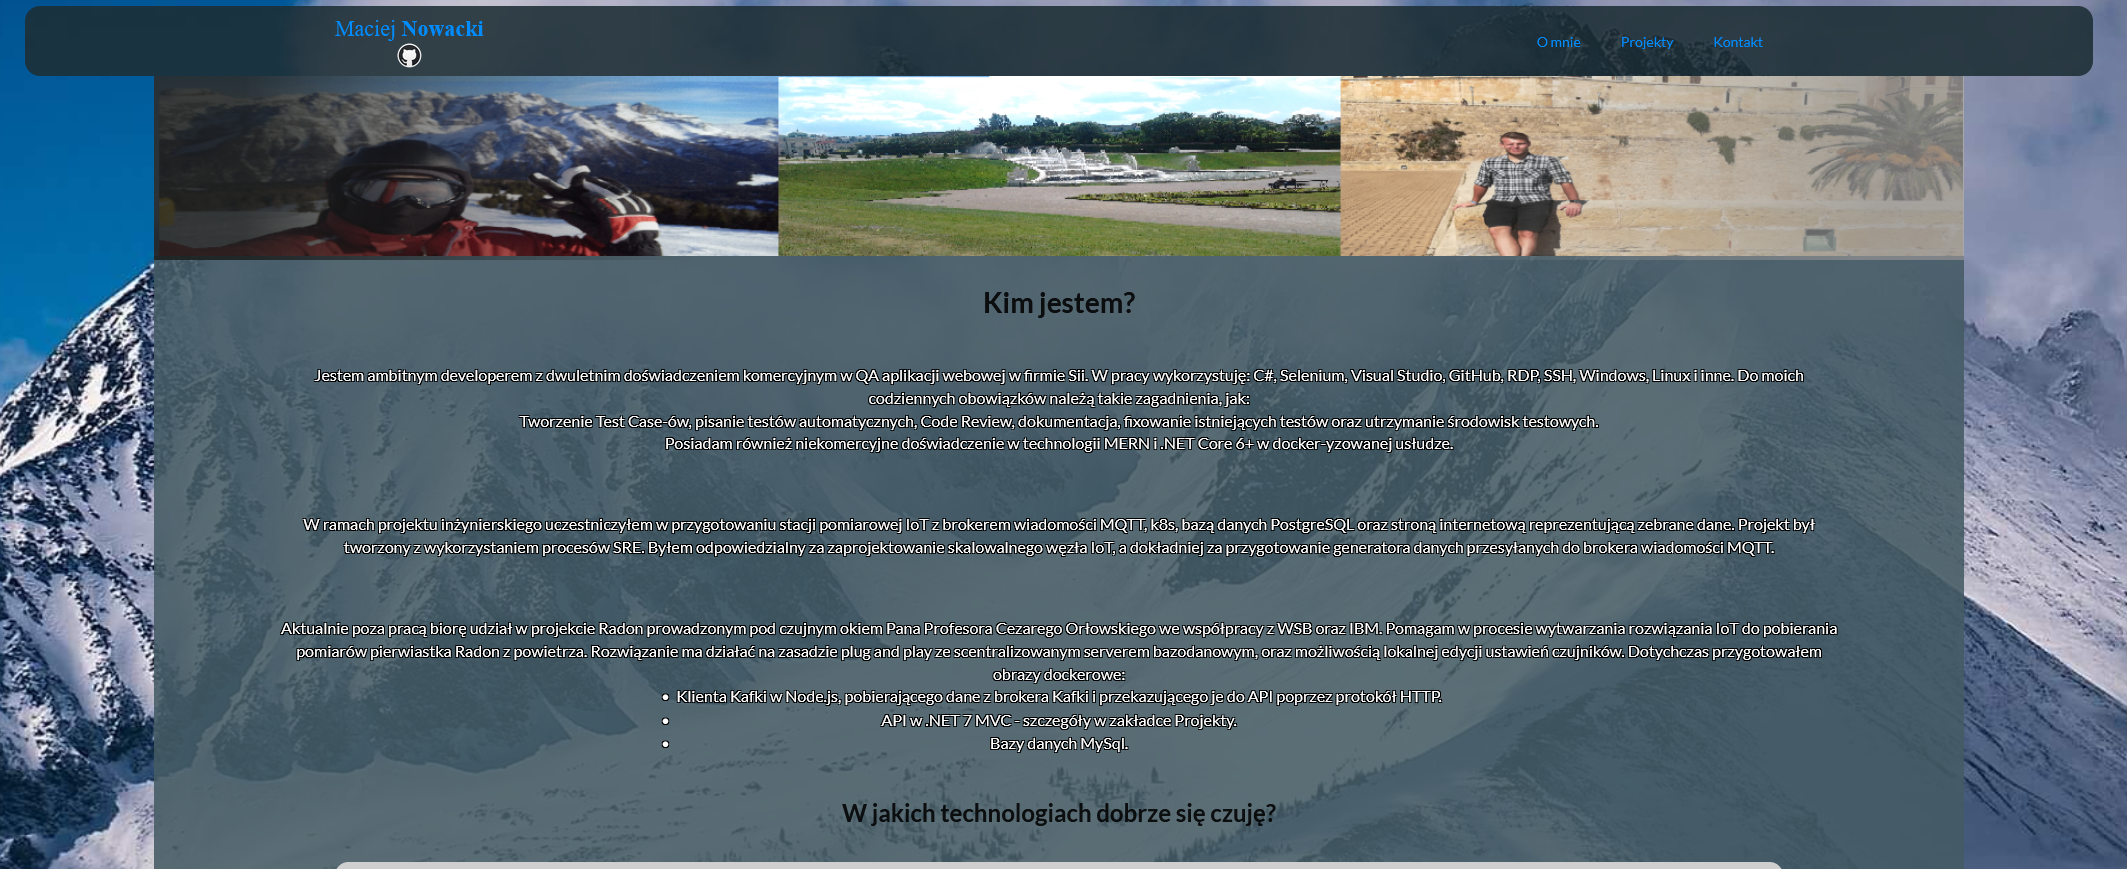 Maciej Nowacki
O mnie Projekty Kontakt
Kim jestem?
Jestem ambitnym developerem z dwuletnim doświadczeniem komercyjnym w QA aplikacji webowej w firmie Sii. W pracy wykorzystuję: C#, Selenium, Visual Studio, GitHub, RDP, SSH, Windows, Linux i inne. Do moich
codziennych obowiązków należą takie zagadnienia, jak:
Tworzenie Test Case-ów, pisanie testów automatycznych, Code Review, dokumentacja, fixowanie istniejących testów oraz utrzymanie środowisk testowych.
Posiadam również niekomercyjne doświadczenie w technologii MERN i .NET Core 6+ w docker-yzowanej usłudze.
W ramach projektu inżynierskiego uczestniczyłem w przygotowaniu stacji pomiarowej IoT z brokerem wiadomości MQTT, k8s, bazą danych PostgreSQL oraz stroną internetową reprezentującą zebrane dane. Projekt był
tworzony z wykorzystaniem procesów SRE. Byłem odpowiedzialny za zaprojektowanie skalowalnego węzła IoT, a dokładniej za przygotowanie generatora danych przesyłanych do brokera wiadomości MQTT.
Aktualnie poza pracą biorę udział w projekcie Radon prowadzonym pod czujnym okiem Pana Profesora Cezarego Orłowskiego we współpracy z WSB oraz IBM. Pomagam w procesie wytwarzania rozwiązania IoT do pobierania
pomiarów pierwiastka Radon z powietrza. Rozwiązanie ma działać na zasadzie plug and play ze scentralizowanym serverem bazodanowym, oraz możliwością lokalnej edycji ustawień czujników. Dotychczas przygotowałem
obrazy dockerowe:
• Klienta Kafki w Node.js, pobierającego dane z brokera Kafki i przekazującego je do API poprzez protokół HTTP.
• API w .NET 7 MVC - szczegóły w zakładce Projekty.
• Bazy danych MySql.
W jakich technologiach dobrze się czuję?